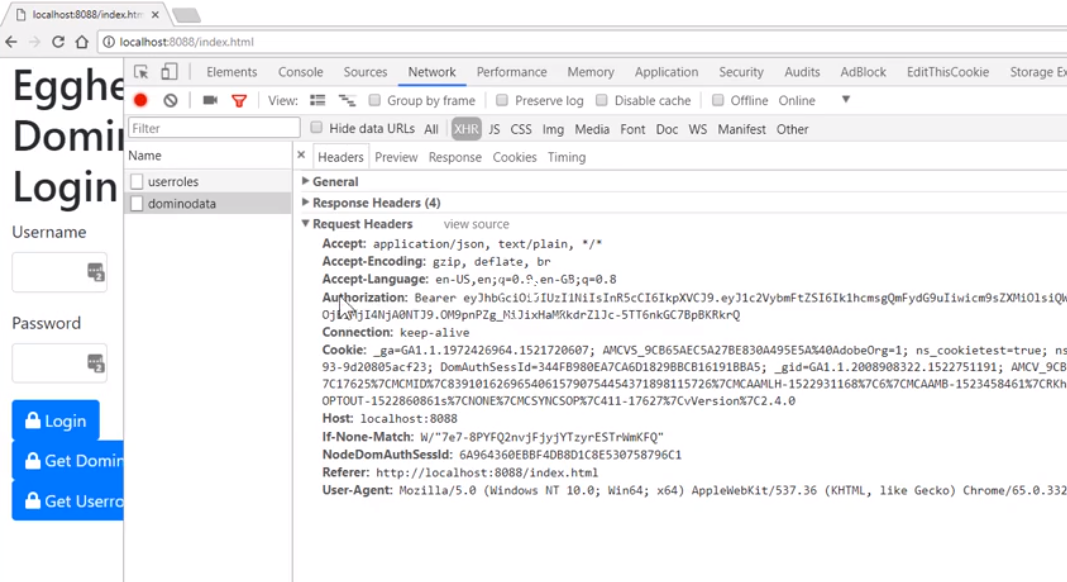 localhost:8088/index.htm
localhost:8088/index.html
Egghe
Domi
Login
Username
Password
Login
Get Domin
Get Userro
Elements Console Sources Network Performance Memory Application Security Audits AdBlock EditThisCookie Storage Ex
View: Group by frame Preserve log Disable cache Offline Online
Filter Hide data URLs All XHR JS CSS Img Media Font Doc WS Manifest Other
Name
userroles
dominodata
Headers Preview Response Cookies Timing
General
Response Headers (4)
Request Headers view source
Accept: application/json, text/plain, */*
Accept-Encoding: gzip, deflate, br
Accept-Language: en-US,en;q=0.9,en-GB;q=0.8
Authorization: Bearer
Connection: keep-alive
Cookie: _ga=GA1.1.1972426964.1521720607; AMCVS_9CB65AEC5A27BE830A495E5A%40AdobeOrg=1; ns_cookietest=true; ns
93-9d20805acf23; DomAuthSessId=344FB980EA7CA6D1829BBCB16191BBA5; _gid=GA1.1.2008908322.1522751191; AMCV_9CB
7C17625%7CMCMID%7C83910162696540615790754454371898115726%7CMCAAMLH-1522931168%7C6%7CMCAAMB-1523458461%7CRKh
OPTOUT-1522860861s%7CNONE%7CMCSYNCSOP%7C411-17627%7CvVersion%7C2.4.0
Host: localhost:8088
If-None-Match: W/"7e7-8PYFQ2nvjFjyjYTzyrESTrWmKFQ"
NodeDomAuthSessId: 6A964360EBBF4DB8D1C8E530758796C1
Referer: http://localhost:8088/index.html
User-Agent: Mozilla/5.0 (Windows NT 10.0; Win64; x64) AppleWebKit/537.36 (KHTML, like Gecko) Chrome/65.0.332